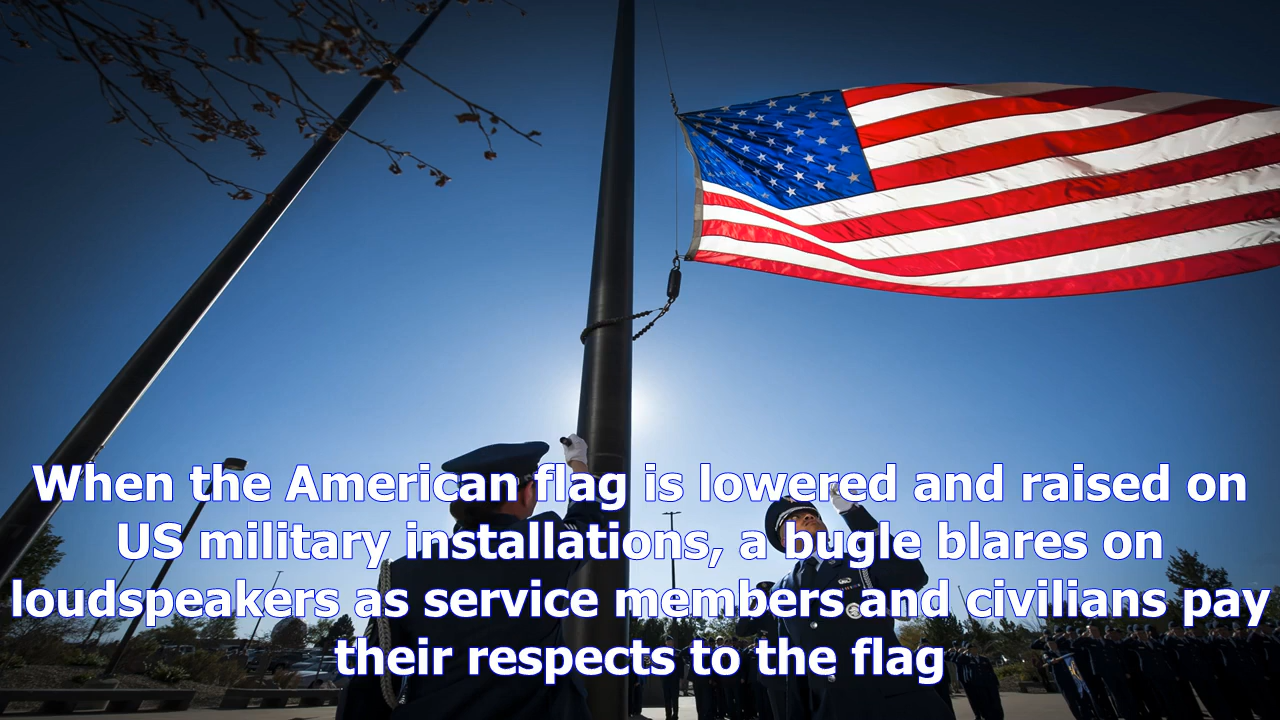 When the American flag is lowered and raised on
US military installations, a bugle blares on
loudspeakers as service members and civilians pay
their respects to the flag